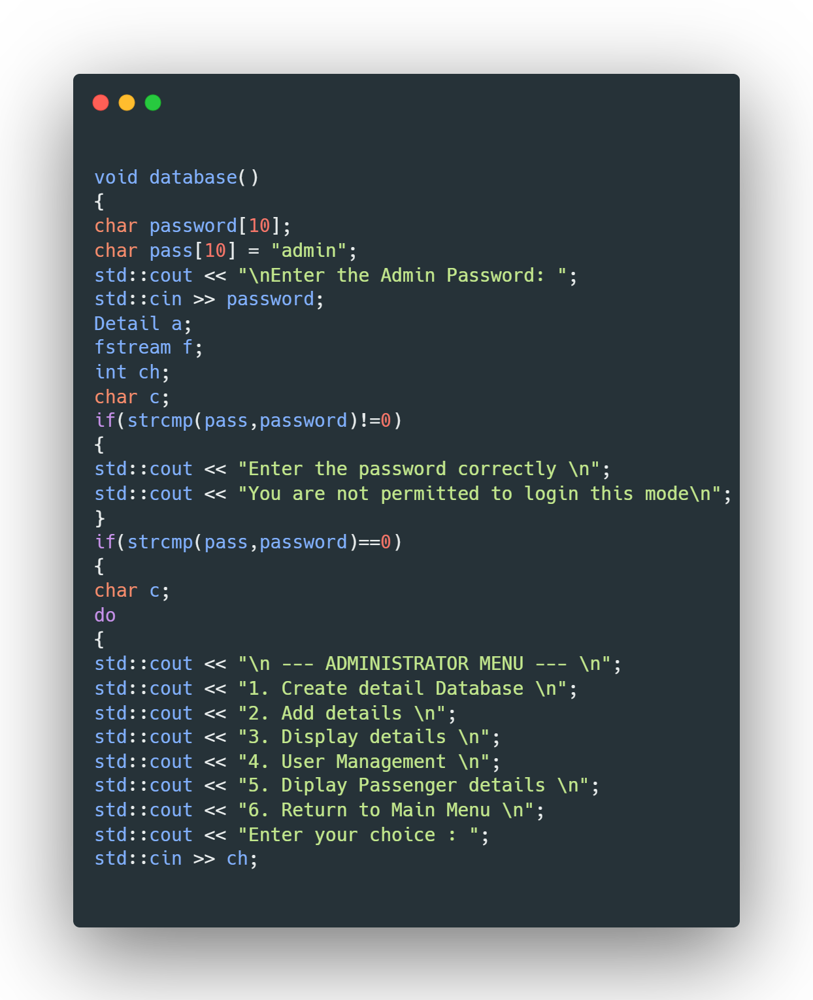 void database()
{
char password[10];
char pass[10] = "admin";
std::cout << "\nEnter the Admin Password: ";
std::cin >> password;
Detail a;
fstream f;
int ch;
char c;
if(strcmp(pass,password)!=0)
{
std::cout << "Enter the password correctly \n";
std::cout << "You are not permitted to login this mode\n";
}
if(strcmp(pass,password)==0)
{
char c;
do
{
std::cout << "\n --- ADMINISTRATOR MENU --- \n";
std::cout << "1. Create detail Database \n";
std::cout << "2. Add details \n";
std::cout << "3. Display details \n";
std::cout << "4. User Management \n";
std::cout << "5. Diplay Passenger details \n";
std::cout << "6. Return to Main Menu \n";
std::cout << "Enter your choice : ";
std::cin >> ch;